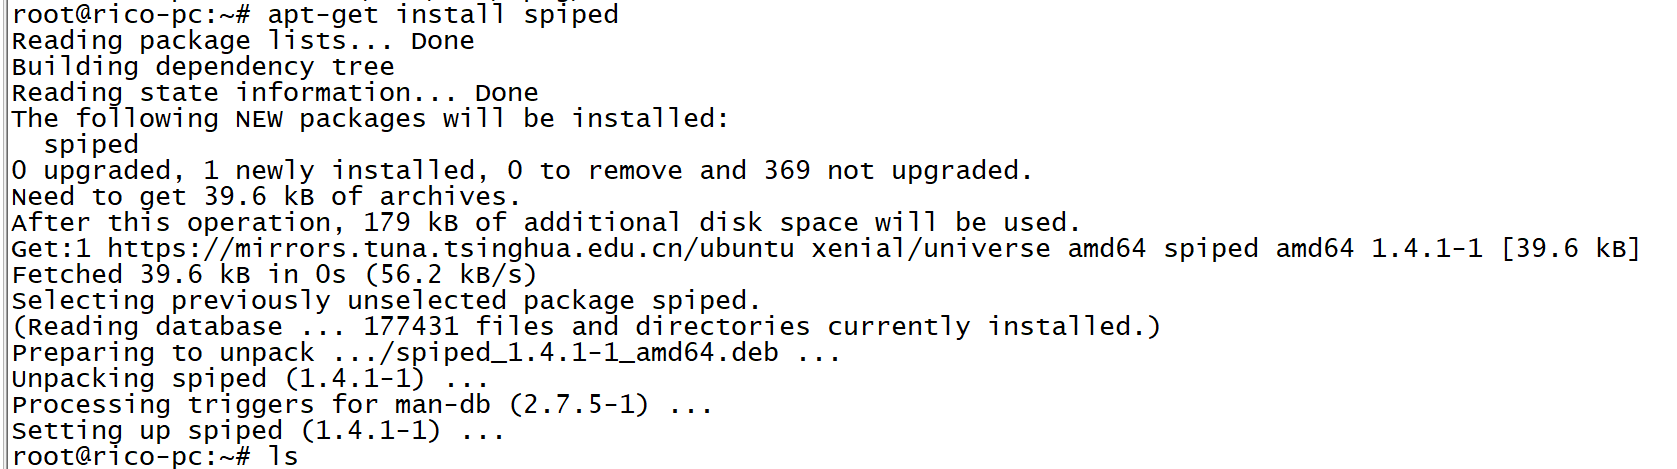 root@rico-pc:~# apt-get install spiped
Reading package lists... Done
Building dependency tree
Reading state information... Done
The following NEW packages will be installed:
  spiped
0 upgraded, 1 newly installed, 0 to remove and 369 not upgraded.
Need to get 39.6 kB of archives.
After this operation, 179 kB of additional disk space will be used.
Get:1 https://mirrors.tuna.tsinghua.edu.cn/ubuntu xenial/universe amd64 spiped amd64 1.4.1-1 [39.6 kB]
Fetched 39.6 kB in 0s (56.2 kB/s)
Selecting previously unselected package spiped.
(Reading database ... 177431 files and directories currently installed.)
Preparing to unpack .../spiped_1.4.1-1_amd64.deb ...
Unpacking spiped (1.4.1-1) ...
Processing triggers for man-db (2.7.5-1) ...
Setting up spiped (1.4.1-1) ...
root@rico-pc:~# ls